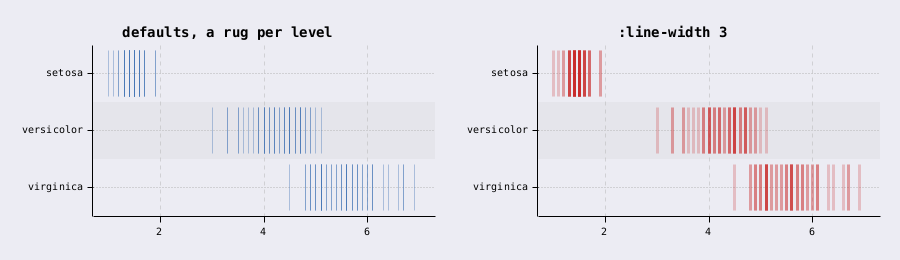 defaults, a rug per level
setosa
versicolor
virginica
2 4 6
:line-width 3
setosa
versicolor
virginica
2 4 6